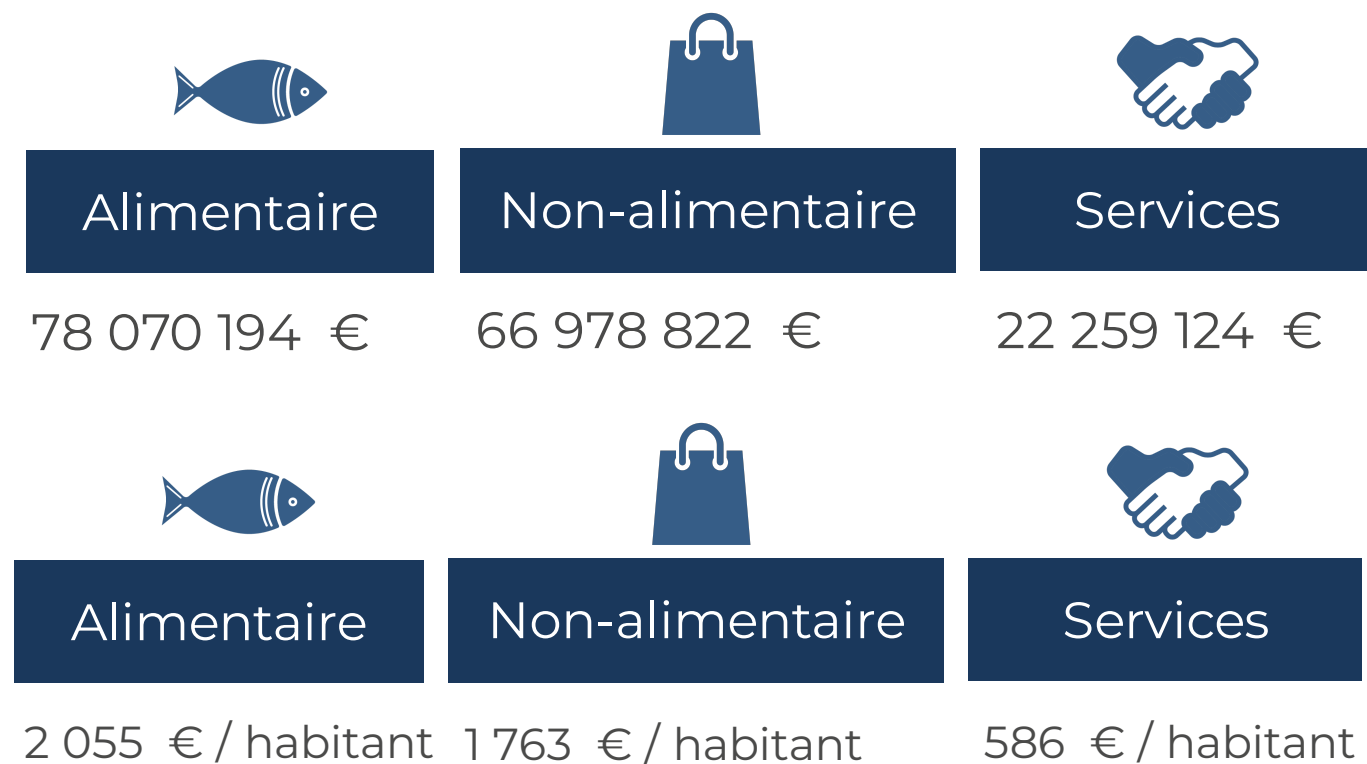 Alimentaire Non-alimentaire Services
78 070 194 € 66 978 822 € 22 259 124 €
Alimentaire Non-alimentaire Services
2 055 € / habitant 1 763 € / habitant 586 € / habitant